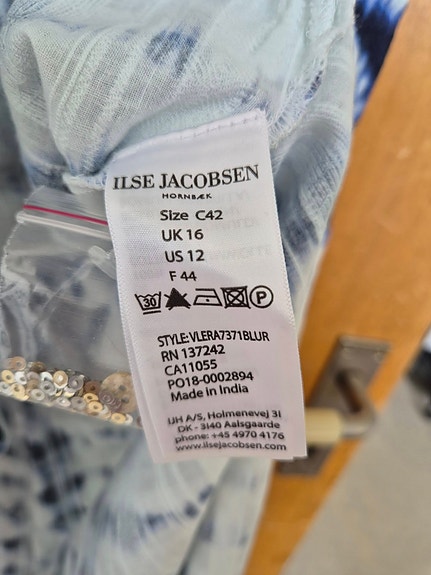 ILSE JACOBSEN
HORNBÆK
Size C42
UK 16
US 12
F 44
30 P
STYLE:VLERA7371BLUR
RN 137242
CA11055
PO18-0002894
Made in India
IJH A/S, Holmenevej 31
DK - 3140 Aalsgaarde
phone: +45 4970 4176
www.ilsejacobsen.com